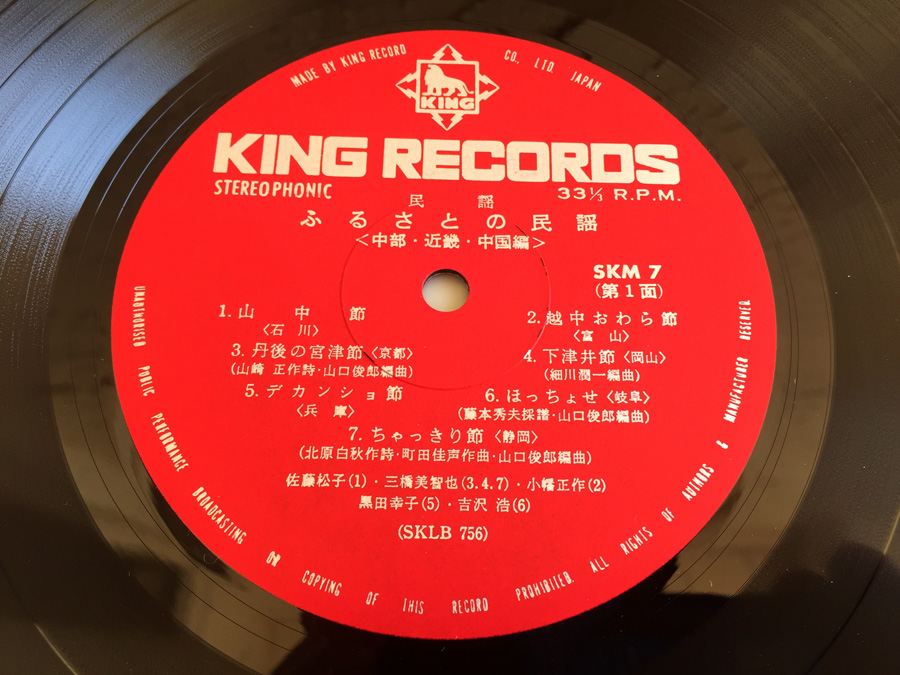 MADE BY KING RECORD CO., LTD. JAPAN
KING
KING RECORDS
STEREOPHONIC
33⅓ R.P.M.
民謡
ふるさとの民謡
<中部・近畿・中国編>
SKM 7
(第1面)
1. 山中節
〈石川〉
2. 越中おわら節
〈富山〉
3. 丹後の宮津節〈京都〉
(山崎 正作詩・山口俊郎編曲)
4. 下津井節〈岡山〉
(細川潤一編曲)
5. デカンショ節
〈兵庫〉
6. ほっちょせ〈岐阜〉
(藤本秀夫採譜・山口俊郎編曲)
7. ちゃっきり節〈静岡〉
(北原白秋作詩・町田佳声作曲・山口俊郎編曲)
佐藤松子(1)・三橋美智也(3.4.7)・小幡正作(2)
黒田幸子(5)・吉沢 浩(6)
(SKLB 756)
UNAUTHORISED PUBLIC PERFORMANCE BROADCASTING OR COPYING OF THIS RECORD PROHIBITED. ALL RIGHTS OF AUTHORS & MANUFACTURER RESERVED.